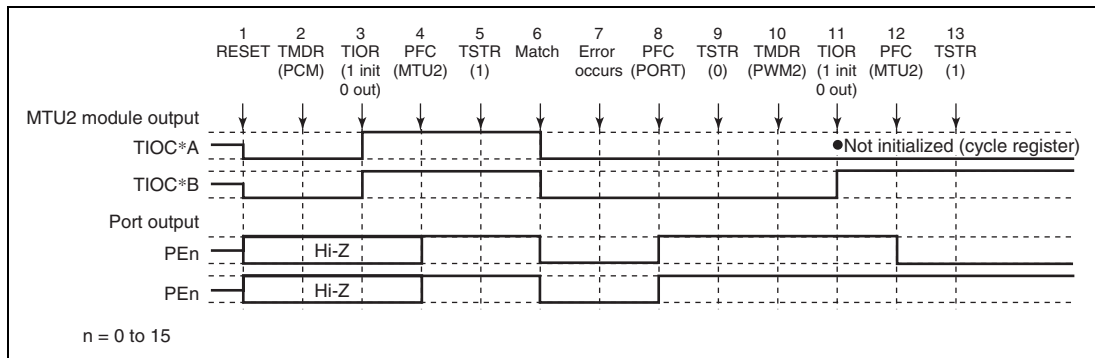 1 2 3 4 5 6 7 8 9 10 11 12 13
RESET TMDR TIOR PFC TSTR Match Error PFC TSTR TMDR TIOR PFC TSTR
(PCM) (1 init (MTU2) (1) occurs (PORT) (0) (PWM2) (1 init (MTU2) (1)
0 out) 0 out)
MTU2 module output
TIOC*A ●Not initialized (cycle register)
TIOC*B
Port output
PEn Hi-Z
PEn Hi-Z
n = 0 to 15